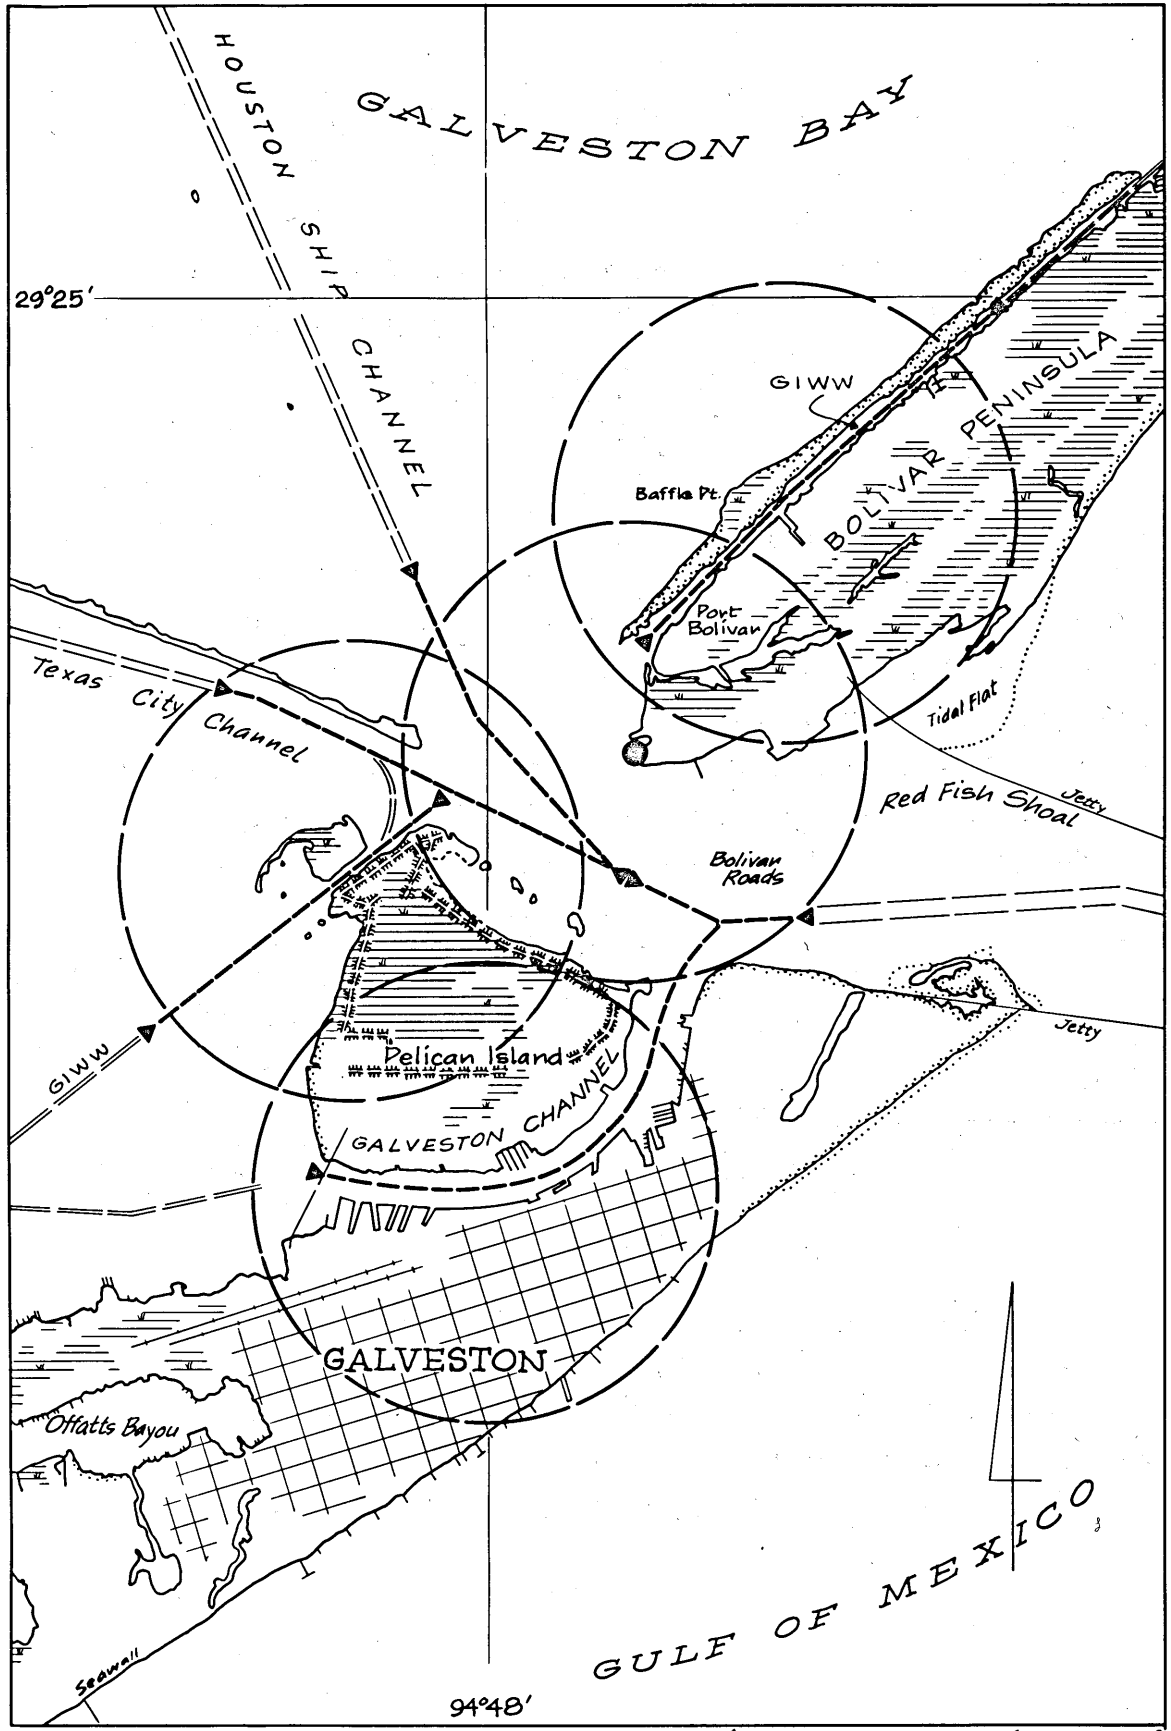 HOUSTON SHIP CHANNEL
GALVESTON BAY
29°25'
GIWW
BOLIVAR PENINSULA
Baffle Pt.
Port
Bolivar
Texas City Channel
Tidal Flat
Red Fish Shoal
Jetty
Bolivar
Roads
GIWW
Pelican Island
Jetty
GALVESTON CHANNEL
GALVESTON
Offatts Bayou
GULF OF MEXICO
Seawall
94°48'